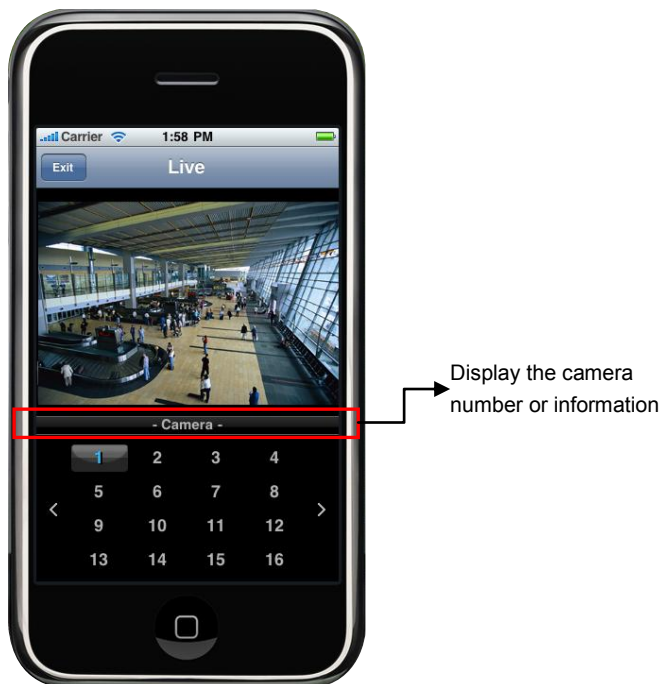 Carrier 1:58 PM
Exit Live
Display the camera
number or information
- Camera -
1 2 3 4
5 6 7 8
9 10 11 12
13 14 15 16